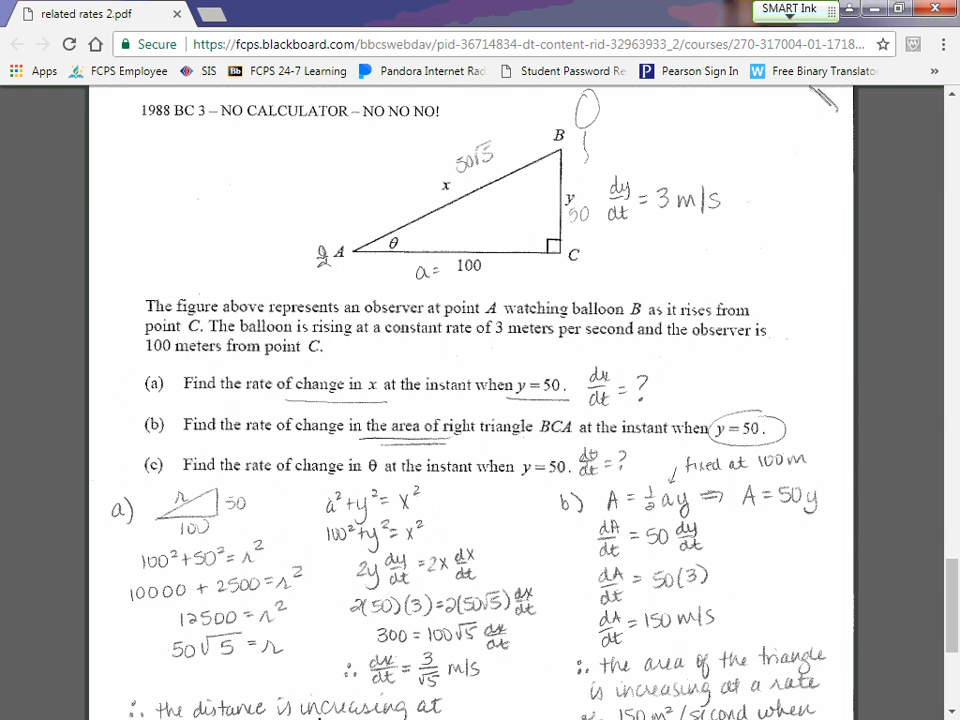 related rates 2.pdf
SMART Ink
Secure https://fcps.blackboard.com/bbcswebdav/pid-36714834-dt-content-rid-32963933_2/courses/270-317004-01-1718...
Apps FCPS Employee SIS Bb FCPS 24-7 Learning Pandora Internet Rad Student Password Re Pearson Sign In Free Binary Translato »
1988 BC 3 – NO CALCULATOR – NO NO NO!
B
50√5
x
y
50
dy/dt = 3 m/s
A
θ
C
a = 100
The figure above represents an observer at point A watching balloon B as it rises from
point C. The balloon is rising at a constant rate of 3 meters per second and the observer is
100 meters from point C.
(a) Find the rate of change in x at the instant when y = 50. dx/dt = ?
(b) Find the rate of change in the area of right triangle BCA at the instant when y = 50.
(c) Find the rate of change in θ at the instant when y = 50. dθ/dt = ?
fixed at 100m
a)
r
50
100
100² + 50² = r²
10000 + 2500 = r²
12500 = r²
50√5 = r
a² + y² = x²
100² + y² = x²
2y dy/dt = 2x dx/dt
2(50)(3) = 2(50√5) dx/dt
300 = 100√5 dx/dt
∴ dx/dt = 3/√5 m/s
∴ the distance is increasing at
b) A = ½ay ⟹ A = 50y
dA/dt = 50 dy/dt
dA/dt = 50(3)
dA/dt = 150 m/s
∴ the area of the triangle
is increasing at a rate
150 m²/second when